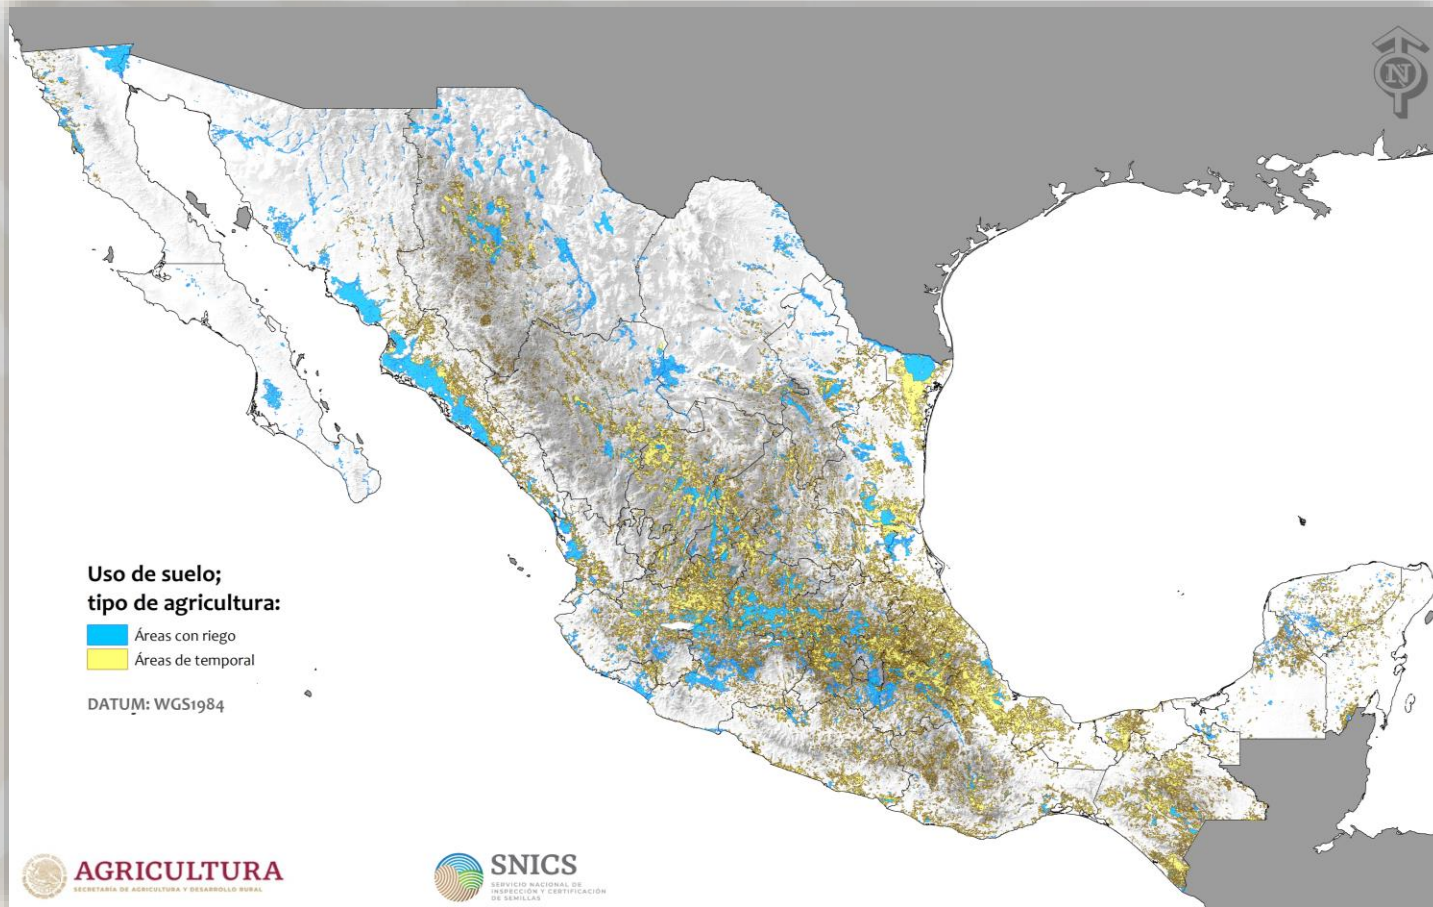 N
Uso de suelo;
tipo de agricultura:
Áreas con riego
Áreas de temporal
DATUM: WGS1984
AGRICULTURA
SECRETARÍA DE AGRICULTURA Y DESARROLLO RURAL
SNICS
SERVICIO NACIONAL DE
INSPECCIÓN Y CERTIFICACIÓN
DE SEMILLAS